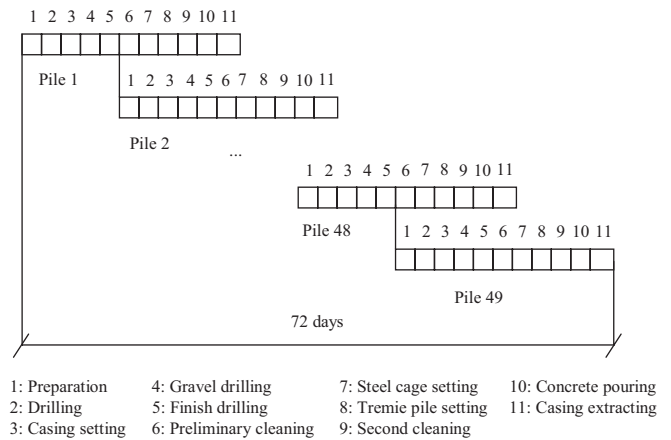 1 2 3 4 5 6 7 8 9 10 11
Pile 1
1 2 3 4 5 6 7 8 9 10 11
Pile 2
...
1 2 3 4 5 6 7 8 9 10 11
Pile 48
1 2 3 4 5 6 7 8 9 10 11
Pile 49
72 days
1: Preparation 4: Gravel drilling 7: Steel cage setting 10: Concrete pouring
2: Drilling 5: Finish drilling 8: Tremie pile setting 11: Casing extracting
3: Casing setting 6: Preliminary cleaning 9: Second cleaning